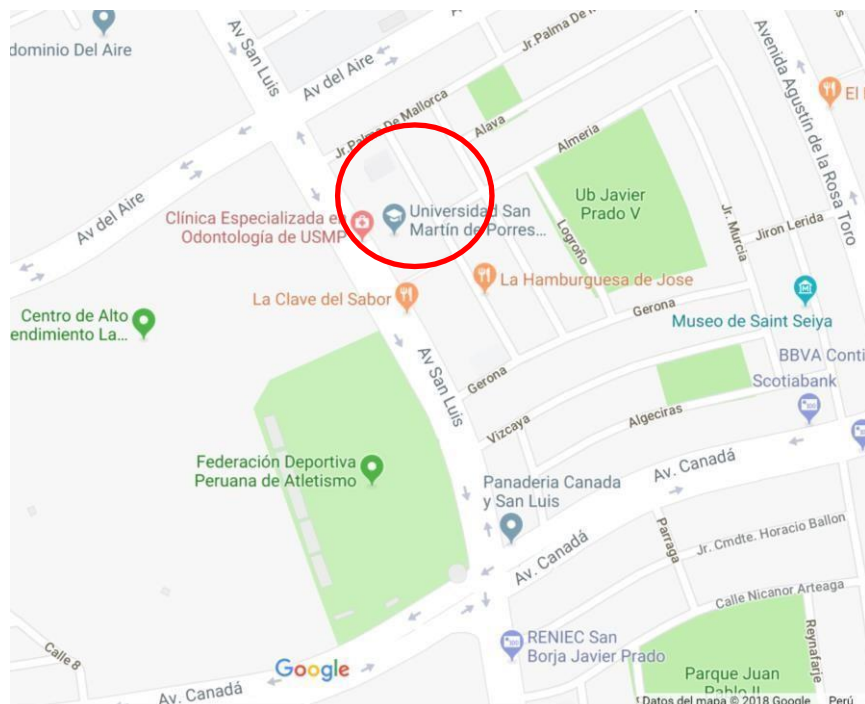 dominio Del Aire
Av San Luis
Av del Aire
Jr.Palma De M
Avenida Agustín de la Rosa Toro
El
Jr.Palma De Mallorca
Alava
Almeria
Av del Aire
Clínica Especializada en
Odontología de USMP
Universidad San
Martín de Porres...
Ub Javier
Prado V
Logroño
Jr. Murcia
Jiron Lerida
La Clave del Sabor
La Hamburguesa de Jose
Gerona
Museo de Saint Seiya
Centro de Alto
endimiento La...
Av San Luis
Gerona
BBVA Conti
Scotiabank
Vizcaya
Algeciras
Federación Deportiva
Peruana de Atletismo
Panaderia Canada
y San Luis
Av. Canadá
Av. Canadá
Parraga
Jr. Cmdte. Horacio Ballon
Calle Nicanor Arteaga
Reynafarje
RENIEC San
Borja Javier Prado
Calle 8
Google
Av. Canadá
Parque Juan
Pablo II
Datos del mapa © 2018 Google Perú